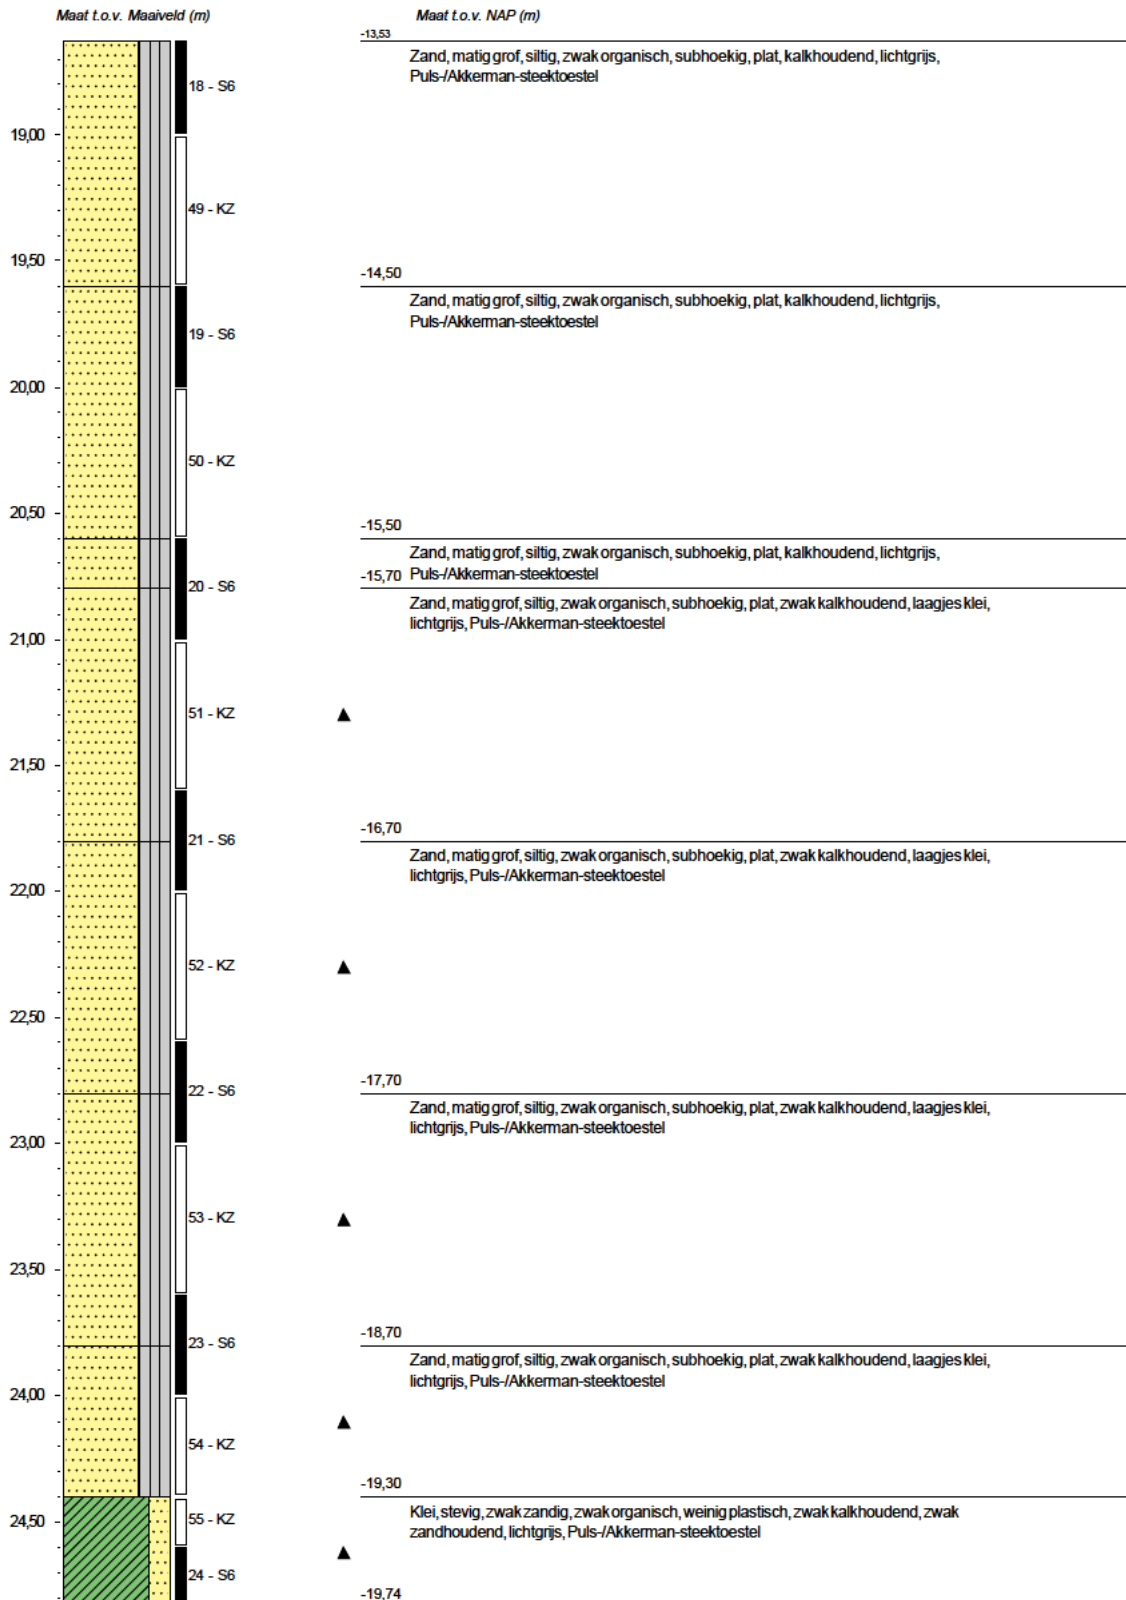 Maat t.o.v. Maaiveld (m)
Maat t.o.v. NAP (m)
-13,53
Zand, matig grof, siltig, zwak organisch, subhoekig, plat, kalkhoudend, lichtgrijs,
Puls-/Akkerman-steektoestel
18 - S6
19,00
49 - KZ
19,50
-14,50
Zand, matig grof, siltig, zwak organisch, subhoekig, plat, kalkhoudend, lichtgrijs,
Puls-/Akkerman-steektoestel
19 - S6
20,00
50 - KZ
20,50
-15,50
Zand, matig grof, siltig, zwak organisch, subhoekig, plat, kalkhoudend, lichtgrijs,
Puls-/Akkerman-steektoestel
-15,70
20 - S6
Zand, matig grof, siltig, zwak organisch, subhoekig, plat, zwak kalkhoudend, laagjes klei,
lichtgrijs, Puls-/Akkerman-steektoestel
21,00
51 - KZ
21,50
-16,70
21 - S6
Zand, matig grof, siltig, zwak organisch, subhoekig, plat, zwak kalkhoudend, laagjes klei,
lichtgrijs, Puls-/Akkerman-steektoestel
22,00
52 - KZ
22,50
-17,70
22 - S6
Zand, matig grof, siltig, zwak organisch, subhoekig, plat, zwak kalkhoudend, laagjes klei,
lichtgrijs, Puls-/Akkerman-steektoestel
23,00
53 - KZ
23,50
-18,70
23 - S6
Zand, matig grof, siltig, zwak organisch, subhoekig, plat, zwak kalkhoudend, laagjes klei,
lichtgrijs, Puls-/Akkerman-steektoestel
24,00
54 - KZ
-19,30
Klei, stevig, zwak zandig, zwak organisch, weinig plastisch, zwak kalkhoudend, zwak
zandhoudend, lichtgrijs, Puls-/Akkerman-steektoestel
24,50
55 - KZ
24 - S6
-19,74